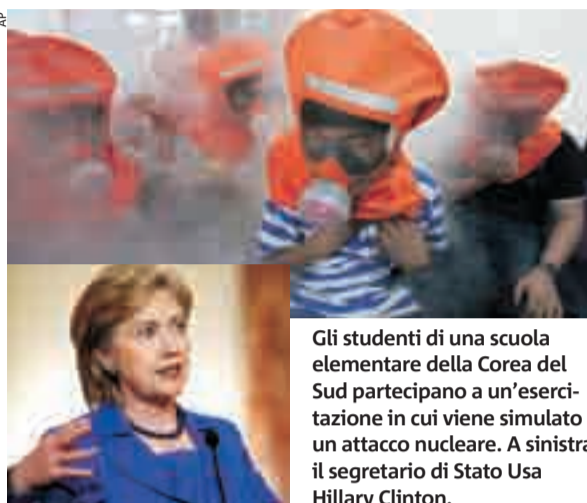 AP
Gli studenti di una scuola
elementare della Corea del
Sud partecipano a un'eserci-
tazione in cui viene simulato
un attacco nucleare. A sinistra
il segretario di Stato Usa
Hillary Clinton.